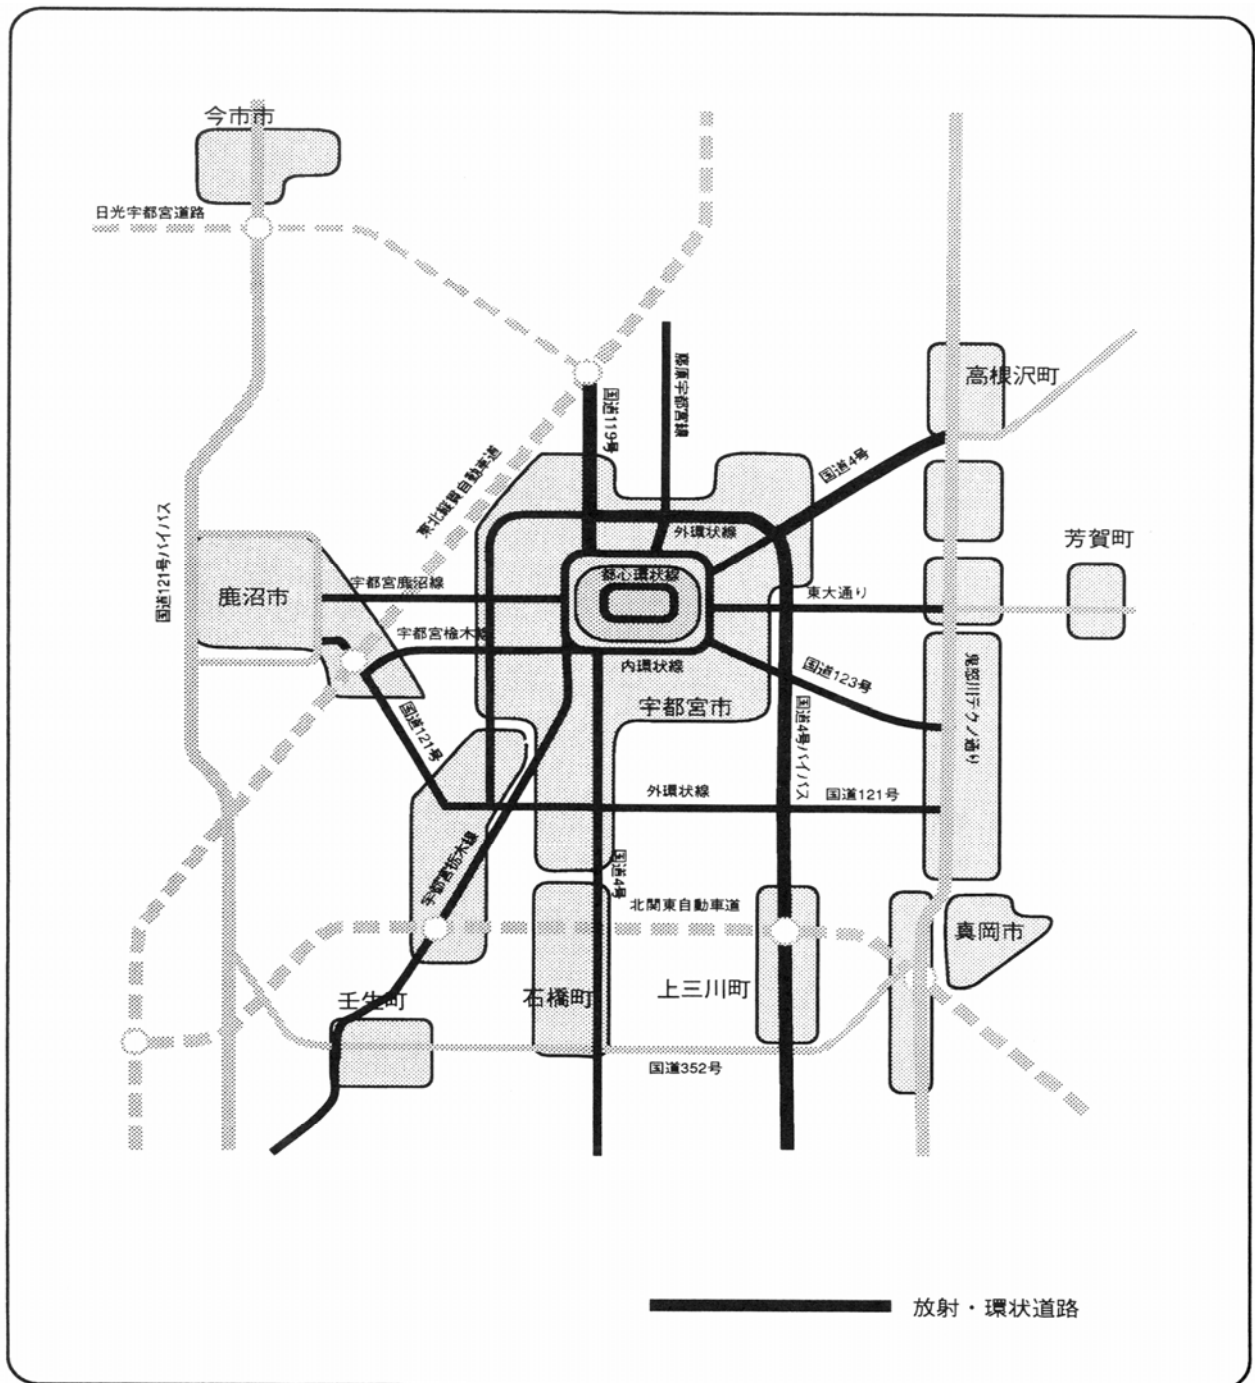 今市市
日光宇都宮道路
藤原宇都宮線
高根沢町
国道119号
国道4号
東北縦貫自動車道
国道121号バイパス
外環状線
芳賀町
都心環状線
宇都宮鹿沼線
東大通り
鹿沼市
宇都宮楡木線
内環状線
国道123号
鬼怒川テクノ通り
宇都宮市
国道121号
国道4号バイパス
外環状線
国道121号
宇都宮栃木線
国道4号
北関東自動車道
真岡市
壬生町
石橋町
上三川町
国道352号
放射・環状道路